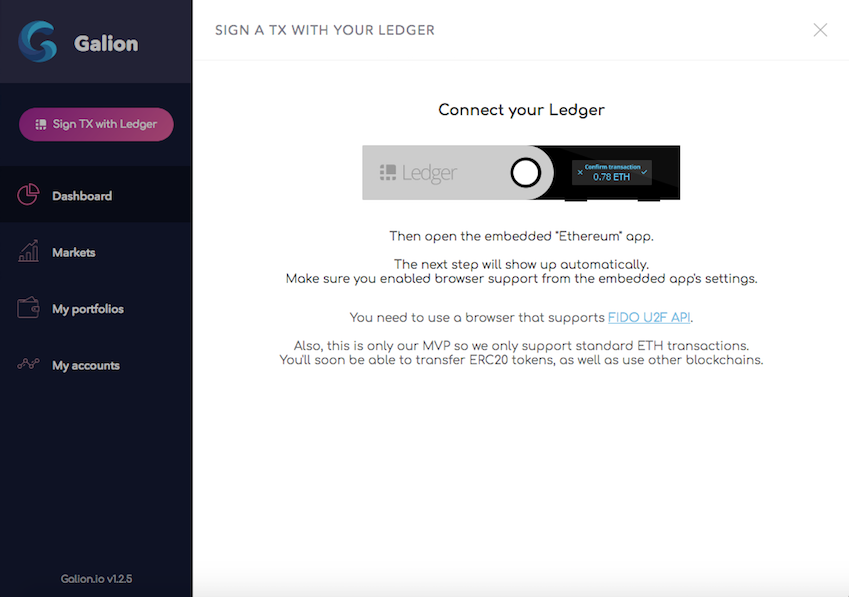 Galion
Sign TX with Ledger
Dashboard
Markets
My portfolios
My accounts
Galion.io v1.2.5
SIGN A TX WITH YOUR LEDGER
Connect your Ledger
Ledger
Confirm transaction
0.78 ETH
Then open the embedded "Ethereum" app.
The next step will show up automatically.
Make sure you enabled browser support from the embedded app's settings.
You need to use a browser that supports FIDO U2F API.
Also, this is only our MVP so we only support standard ETH transactions.
You'll soon be able to transfer ERC20 tokens, as well as use other blockchains.